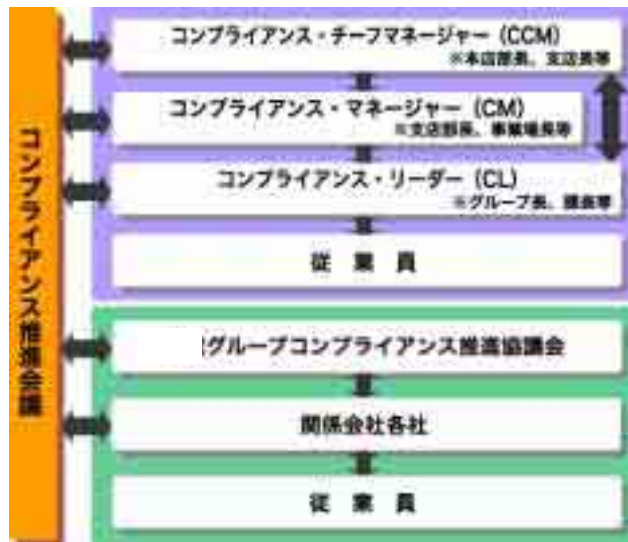 コンプライアンス推進会議
コンプライアンス・チーフマネージャー（CCM）
※本店部長、支店長等
コンプライアンス・マネージャー（CM）
※支店部長、事業場長等
コンプライアンス・リーダー（CL）
※グループ長、課長等
従　業　員
グループコンプライアンス推進協議会
関係会社各社
従　業　員